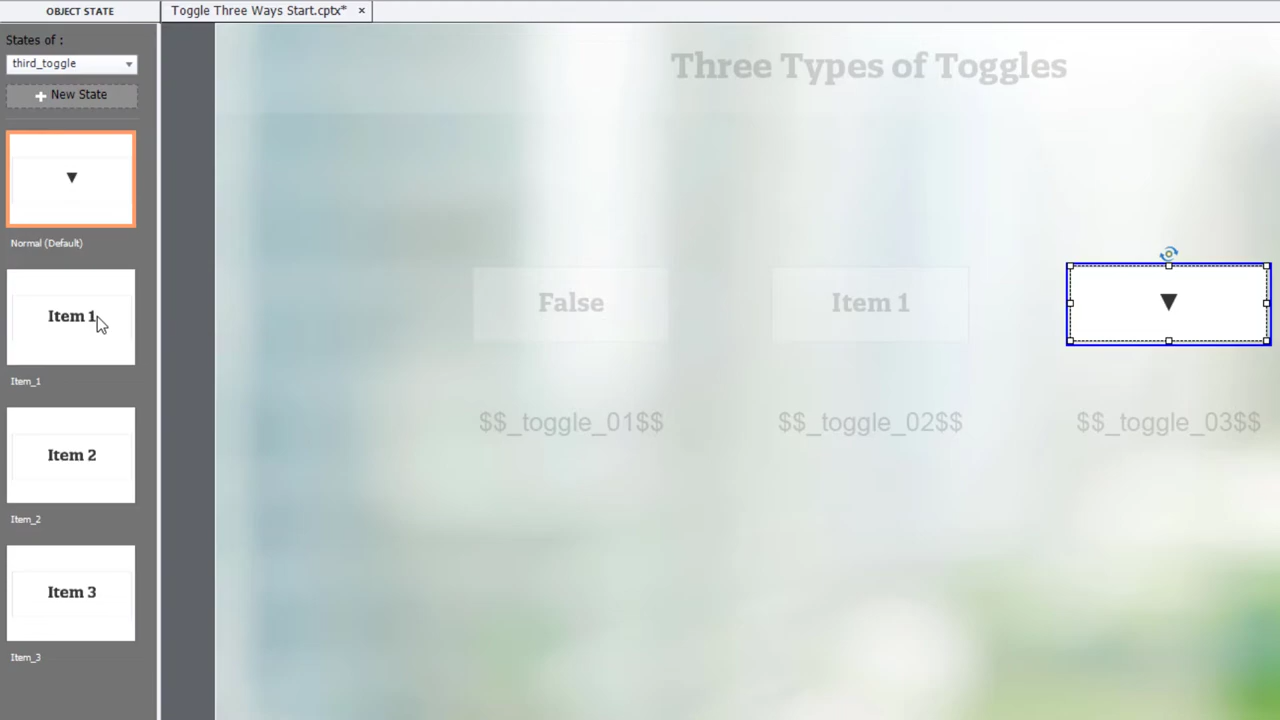 OBJECT STATE
Toggle Three Ways Start.cptx* ×
States of :
third_toggle
+ New State
▼
Normal (Default)
Item 1
Item_1
Item 2
Item_2
Item 3
Item_3
Three Types of Toggles
False
Item 1
▼
$$_toggle_01$$
$$_toggle_02$$
$$_toggle_03$$